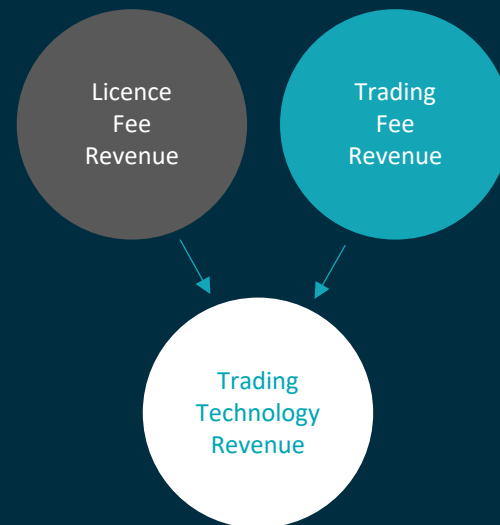 Licence
Fee
Revenue
Trading
Fee
Revenue
Trading
Technology
Revenue